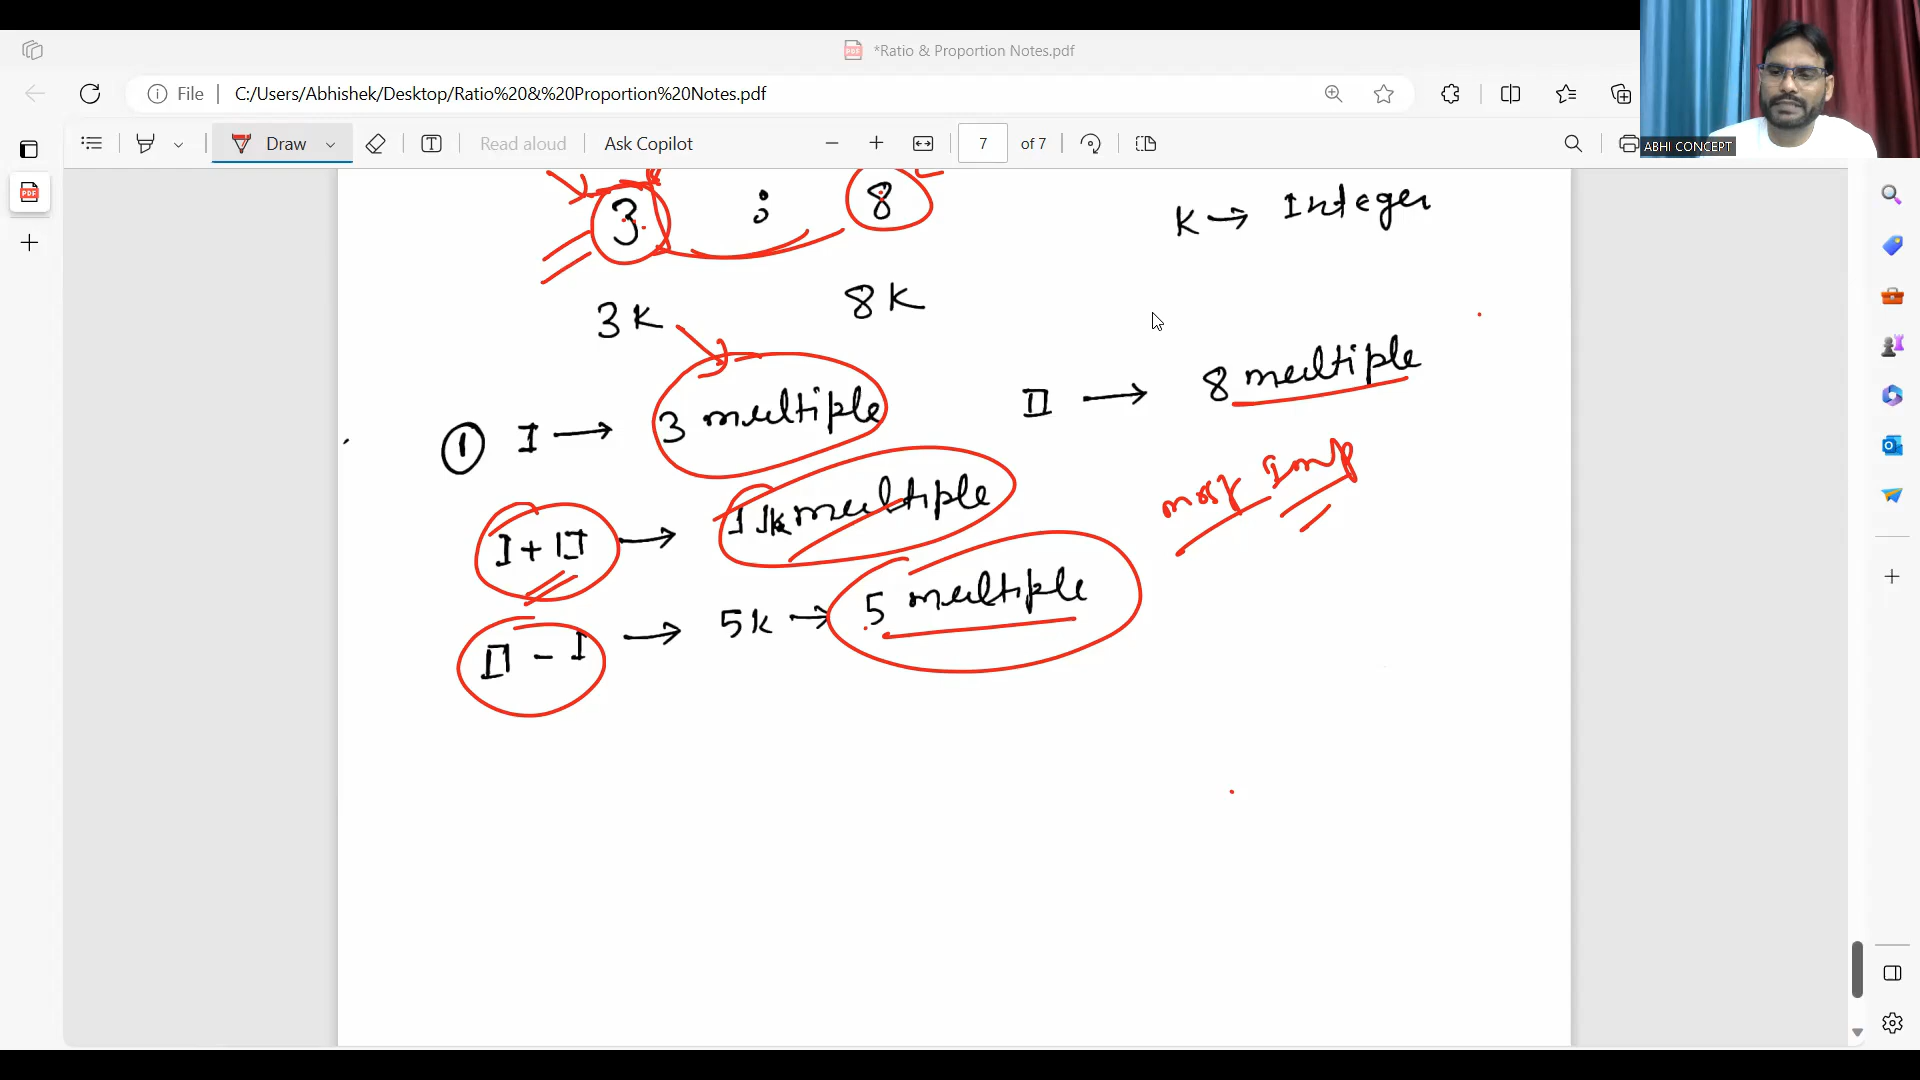 *Ratio & Proportion Notes.pdf
File | C:/Users/Abhishek/Desktop/Ratio%20&%20Proportion%20Notes.pdf
Draw Read aloud Ask Copilot 7 of 7
ABHI CONCEPT
3 : 8
K → Integer
3K 8K
① I → 3 multiple II → 8 multiple
I + II → 11k multiple
most Imp
II - I → 5k → 5 multiple